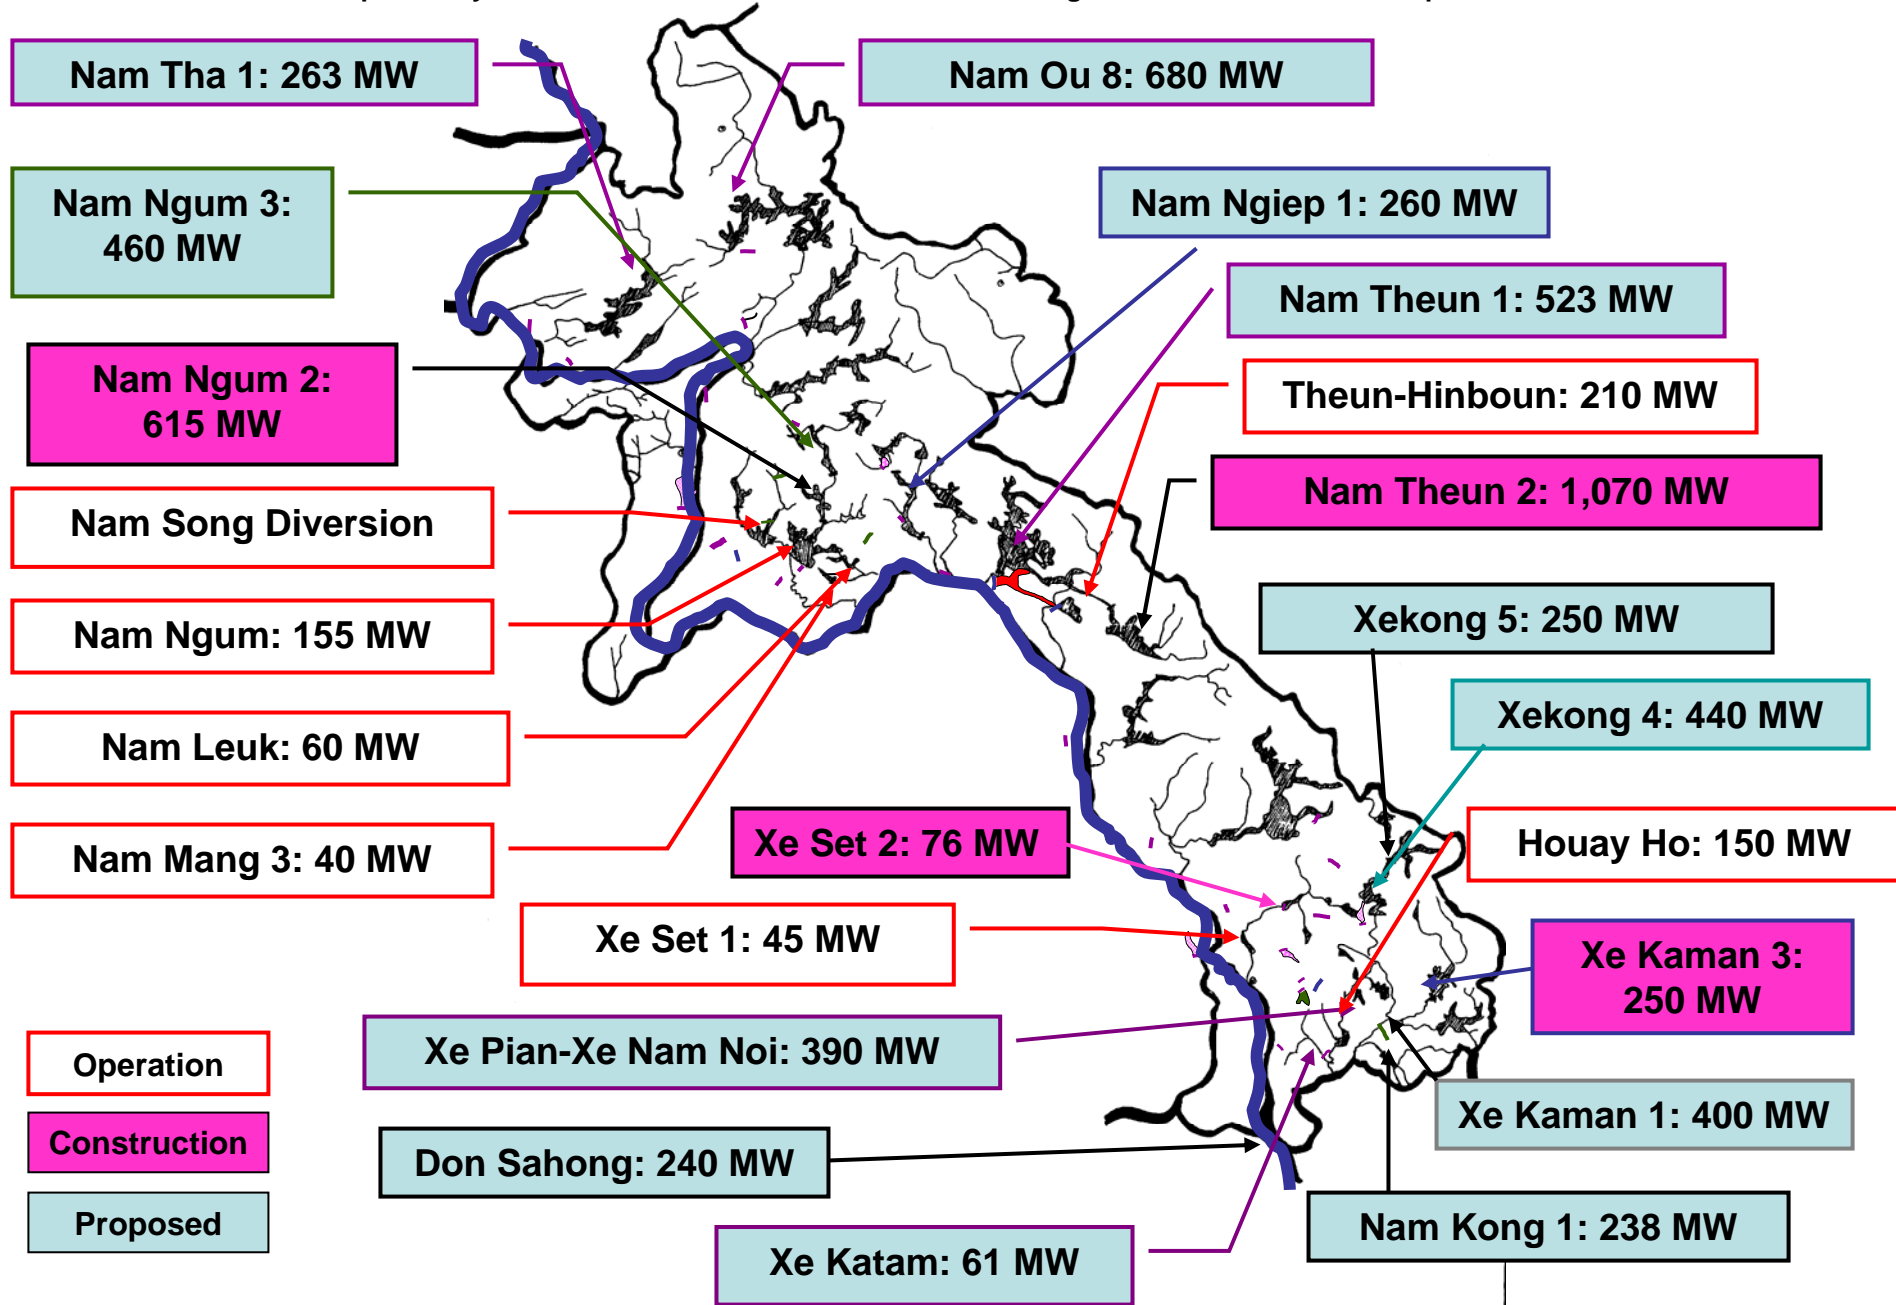 Nam Tha 1: 263 MW
Nam Ou 8: 680 MW
Nam Ngum 3:
460 MW
Nam Ngiep 1: 260 MW
Nam Theun 1: 523 MW
Nam Ngum 2:
615 MW
Theun-Hinboun: 210 MW
Nam Theun 2: 1,070 MW
Nam Song Diversion
Nam Ngum: 155 MW
Xekong 5: 250 MW
Xekong 4: 440 MW
Nam Leuk: 60 MW
Nam Mang 3: 40 MW
Xe Set 2: 76 MW
Houay Ho: 150 MW
Xe Set 1: 45 MW
Xe Kaman 3:
250 MW
Operation
Xe Pian-Xe Nam Noi: 390 MW
Construction
Xe Kaman 1: 400 MW
Don Sahong: 240 MW
Proposed
Nam Kong 1: 238 MW
Xe Katam: 61 MW